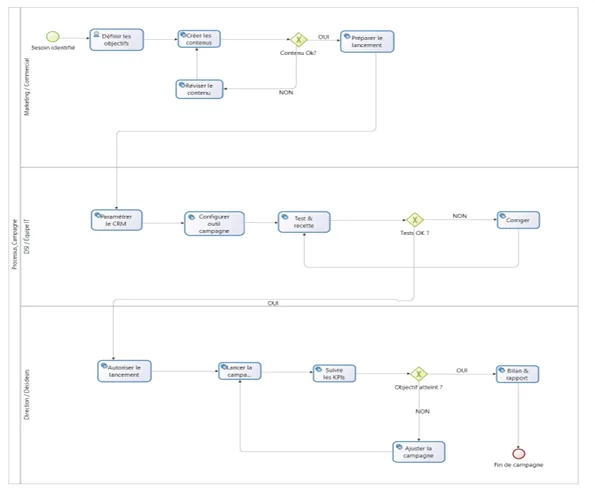 Processus_Campagne
Marketing / Commercial
Besoin identifié
Définir les
objectifs
Créer les
contenus
Contenu Ok?
OUI
Préparer le
lancement
Réviser le
contenu
NON
DSI / Équipe IT
Paramétrer
le CRM
Configurer
outil
campagne
Test &
recette
Tests OK ?
NON
Corriger
OUI
Direction / Décideurs
Autoriser le
lancement
Lancer la
campa...
Suivre
les KPIs
Objectif atteint ?
OUI
Bilan &
rapport
NON
Ajuster la
campagne
Fin de campagne